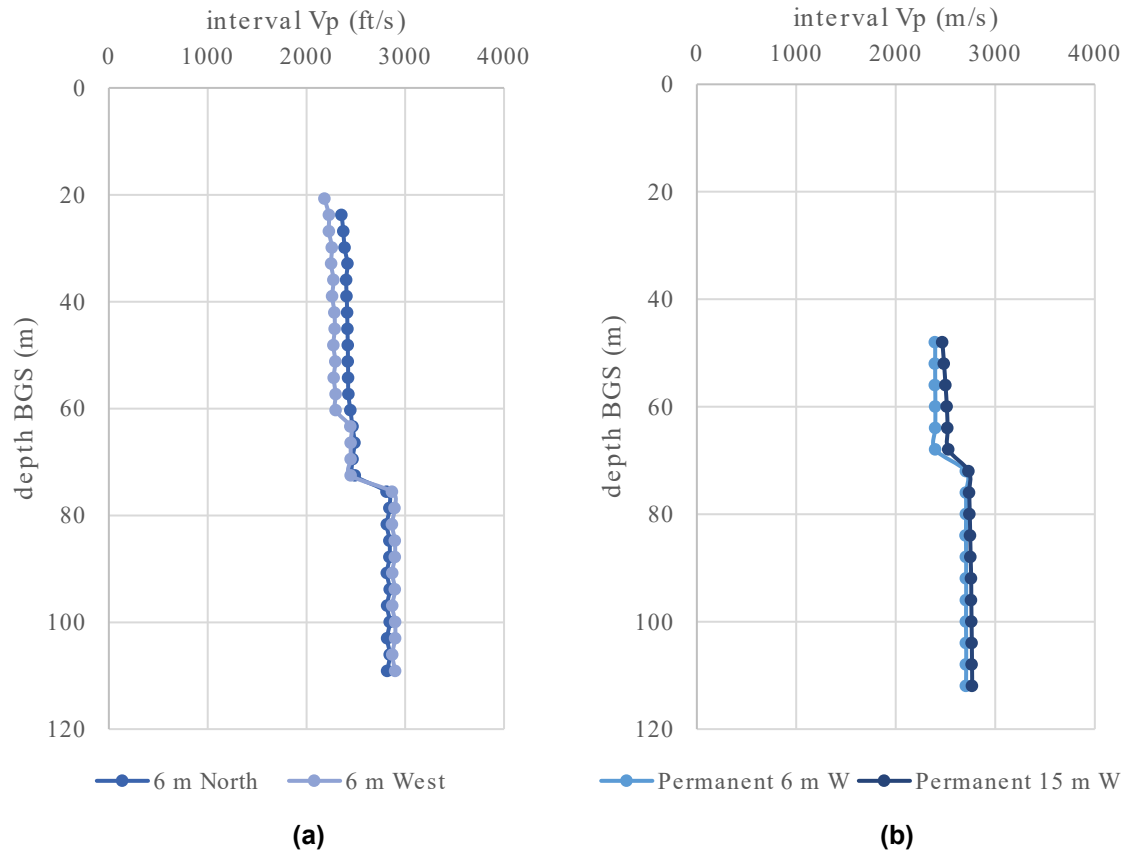 interval Vp (ft/s)
0 1000 2000 3000 4000
0
20
40
60
80
100
120
depth BGS (m)
6 m North 6 m West
(a)
interval Vp (m/s)
0 1000 2000 3000 4000
0
20
40
60
80
100
120
depth BGS (m)
Permanent 6 m W Permanent 15 m W
(b)